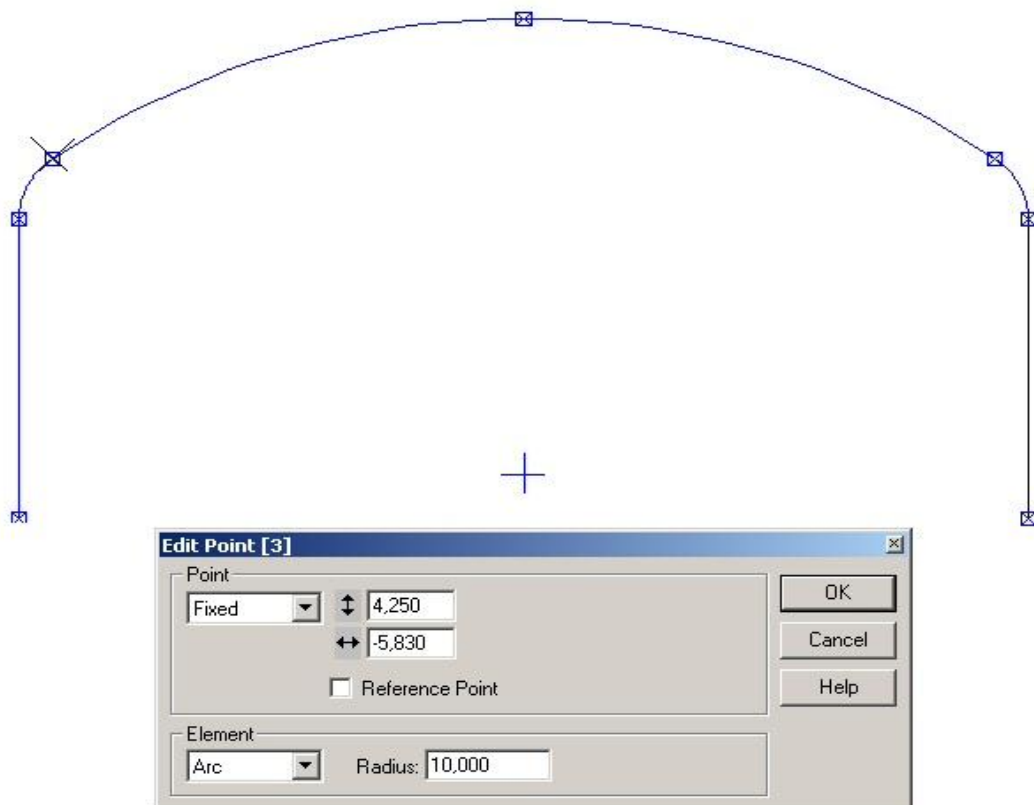 Edit Point [3]
Point
Fixed
4,250
-5,830
Reference Point
Element
Arc
Radius: 10,000
OK
Cancel
Help